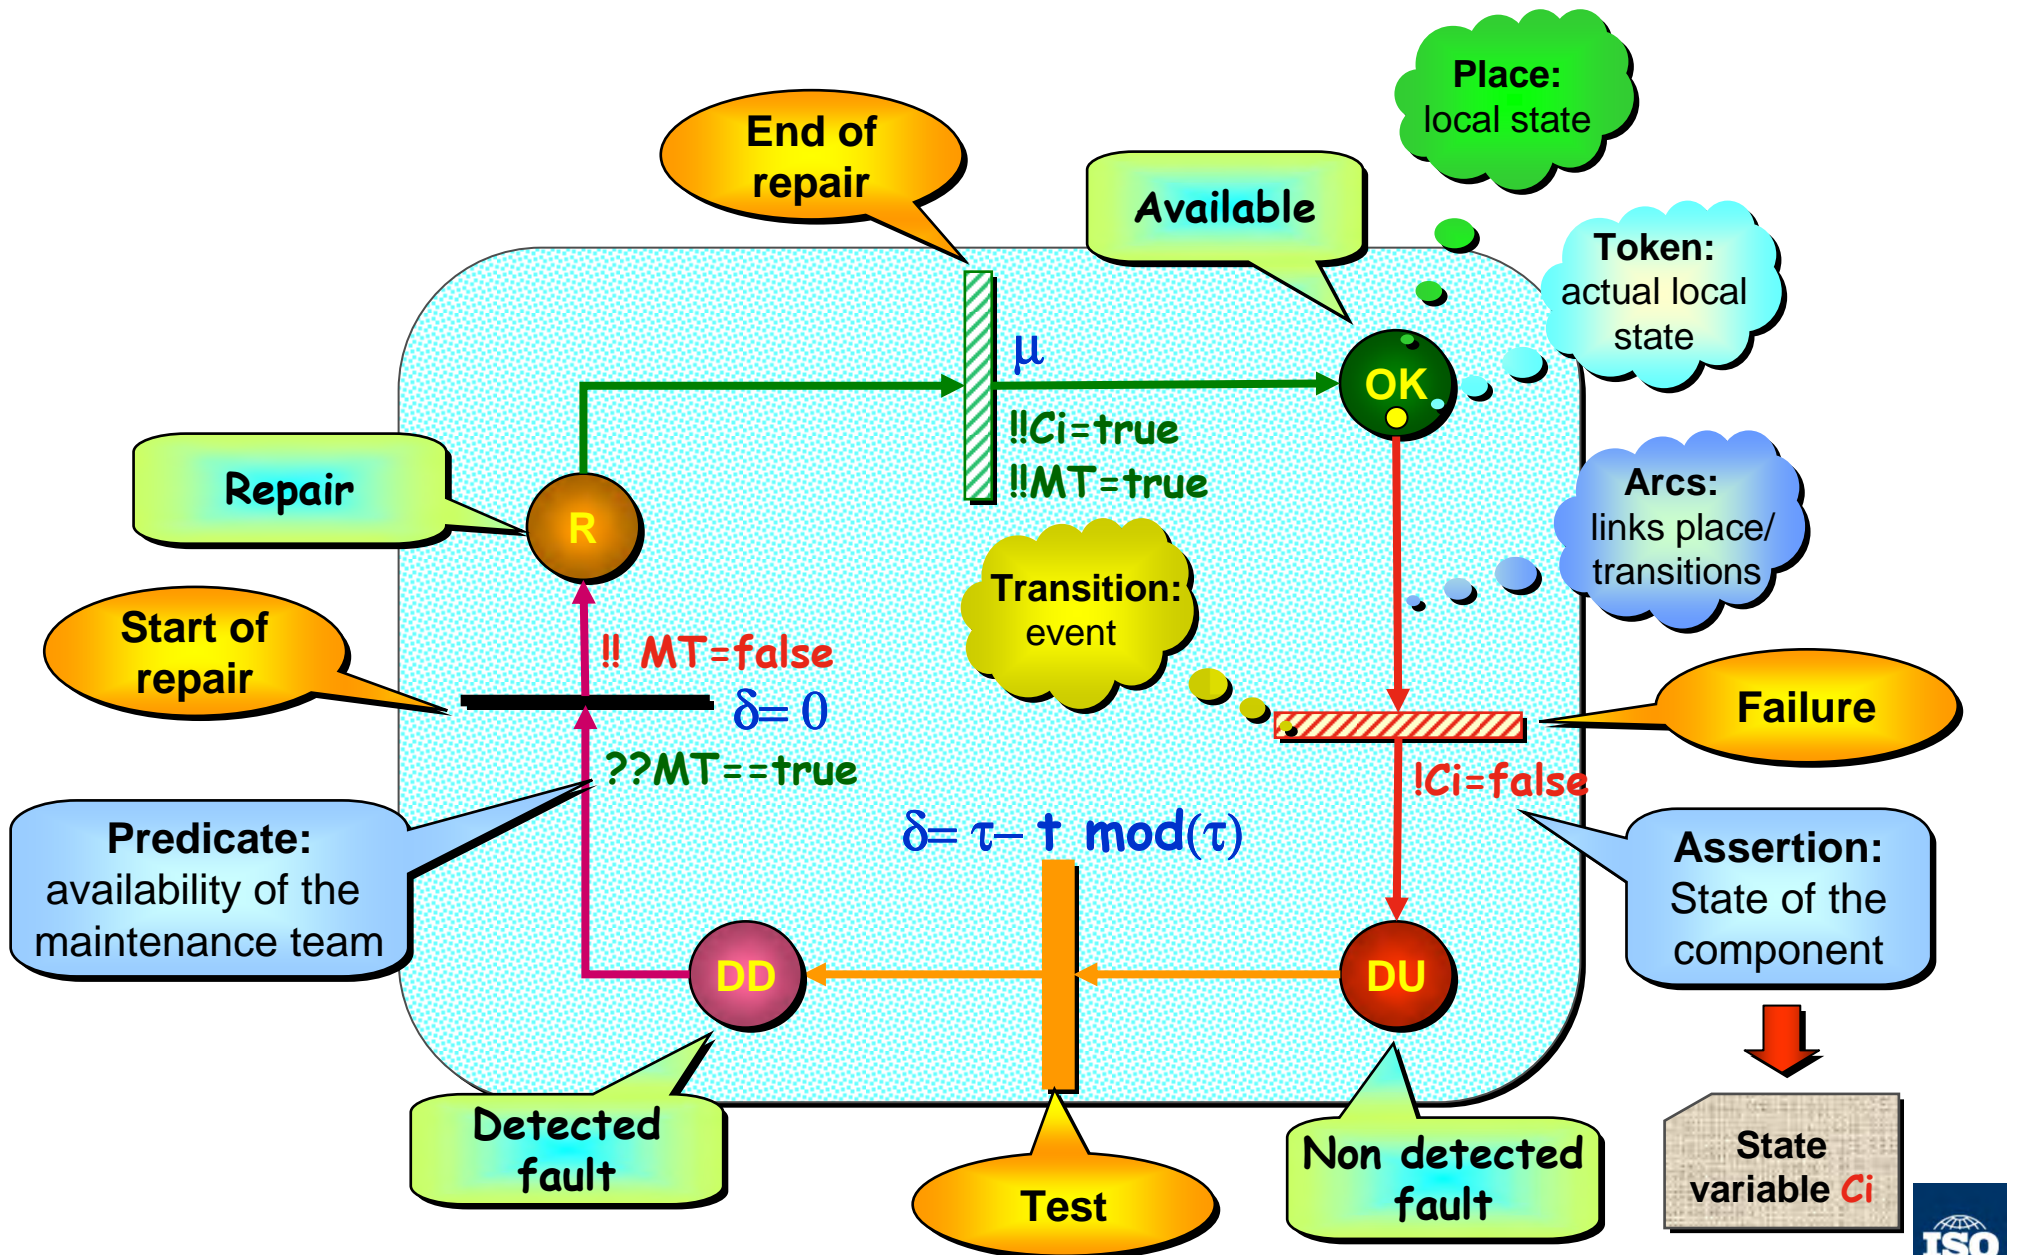 Place:
local state
End of
repair
Available
Token:
actual local
state
μ
OK
!!Ci=true
!!MT=true
Repair
R
Arcs:
links place/
transitions
Transition:
event
Start of
repair
!! MT=false
δ= 0
??MT==true
Failure
!Ci=false
Predicate:
availability of the
maintenance team
δ= τ– t mod(τ)
Assertion:
State of the
component
DD
DU
Detected
fault
Test
Non detected
fault
State
variable Ci
ISO